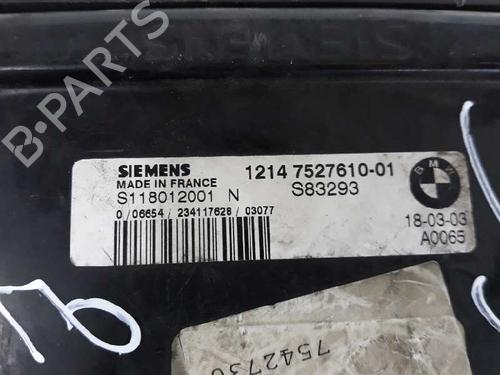 B-PARTS
SIEMENS
MADE IN FRANCE
1214 7527610-01
S118012001 N
S83293
BMW
0 / 06654 / 234117628 / 03077
18-03-03
A0065
7542730